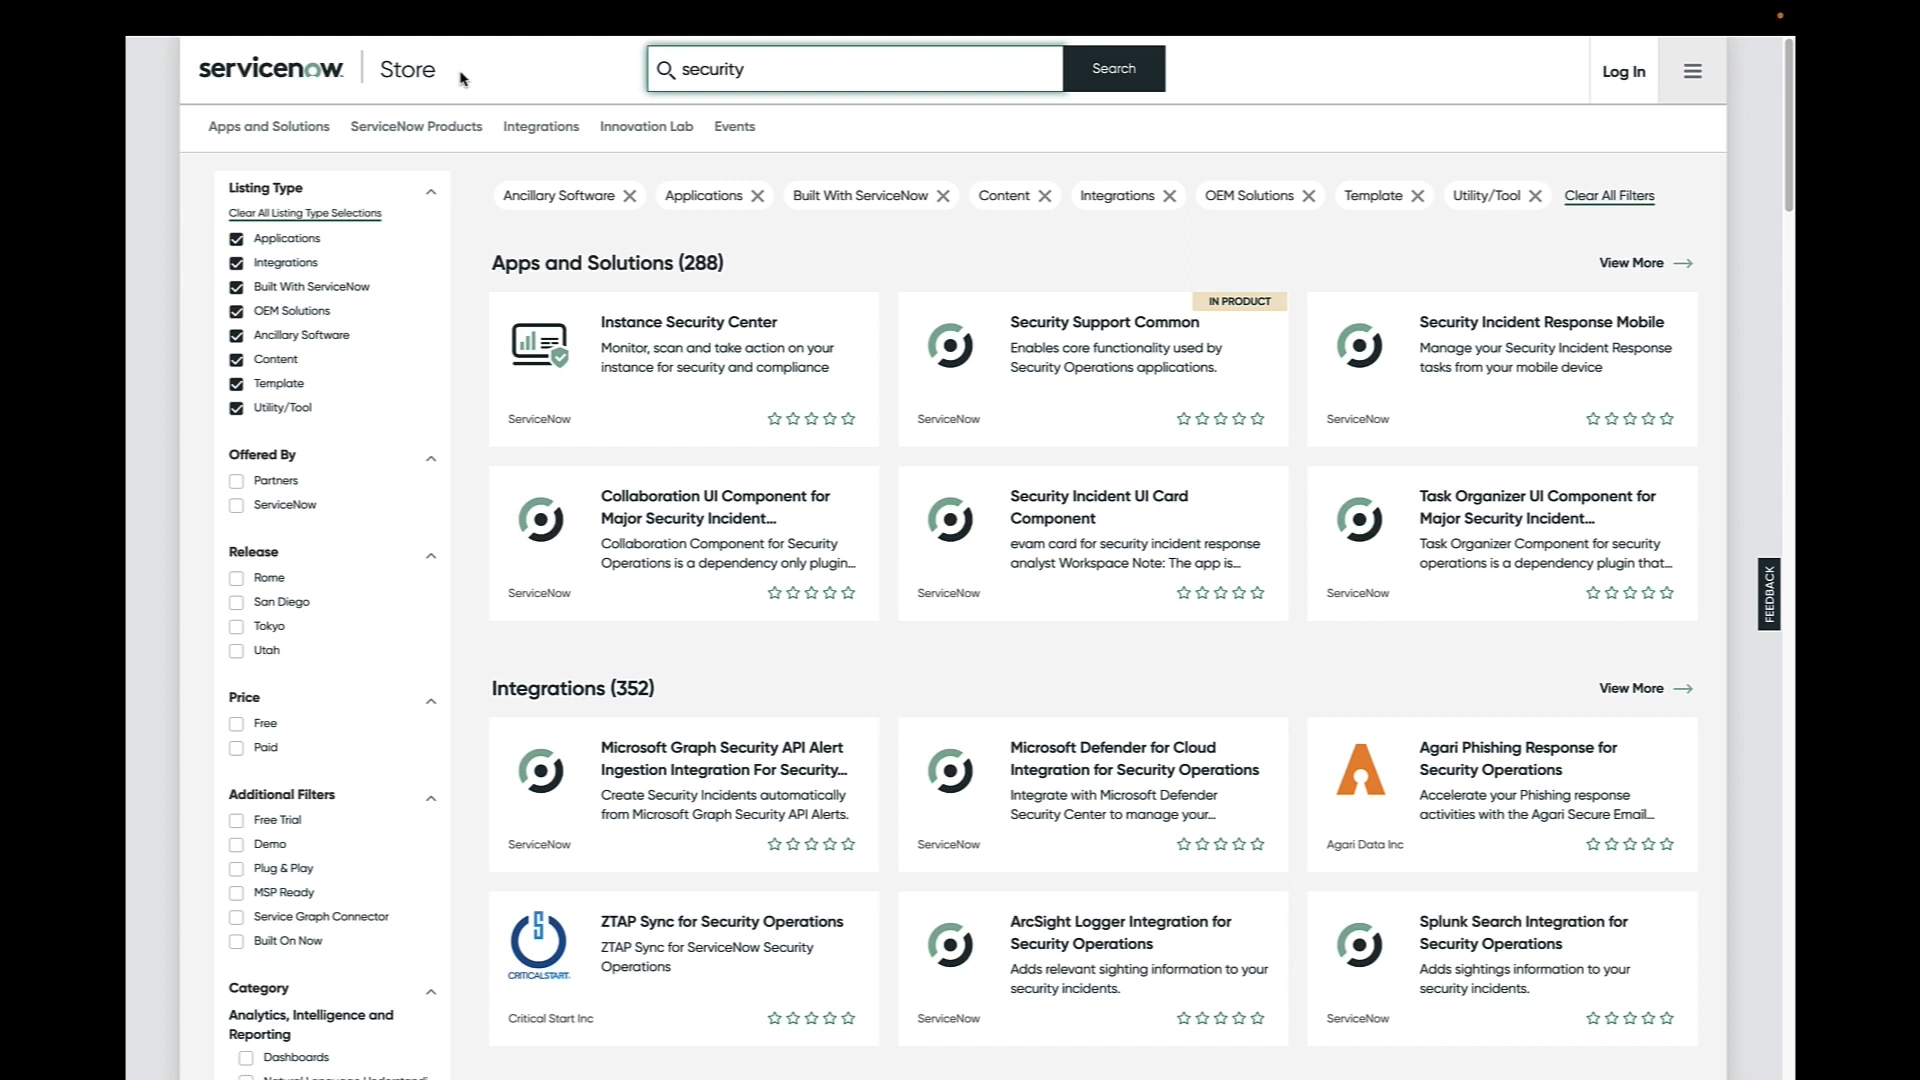 servicenow Store
security
Search
Log In
Apps and Solutions
ServiceNow Products
Integrations
Innovation Lab
Events
Listing Type
Clear All Listing Type Selections
Applications
Integrations
Built With ServiceNow
OEM Solutions
Ancillary Software
Content
Template
Utility/Tool
Offered By
Partners
ServiceNow
Release
Rome
San Diego
Tokyo
Utah
Price
Free
Paid
Additional Filters
Free Trial
Demo
Plug & Play
MSP Ready
Service Graph Connector
Built On Now
Category
Analytics, Intelligence and
Reporting
Dashboards
Ancillary Software
Applications
Built With ServiceNow
Content
Integrations
OEM Solutions
Template
Utility/Tool
Clear All Filters
Apps and Solutions (288)
View More
Instance Security Center
Monitor, scan and take action on your
instance for security and compliance
ServiceNow
IN PRODUCT
Security Support Common
Enables core functionality used by
Security Operations applications.
ServiceNow
Security Incident Response Mobile
Manage your Security Incident Response
tasks from your mobile device
ServiceNow
Collaboration UI Component for
Major Security Incident...
Collaboration Component for Security
Operations is a dependency only plugin...
ServiceNow
Security Incident UI Card
Component
evam card for security incident response
analyst Workspace Note: The app is...
ServiceNow
Task Organizer UI Component for
Major Security Incident...
Task Organizer Component for security
operations is a dependency plugin that...
ServiceNow
Integrations (352)
View More
Microsoft Graph Security API Alert
Ingestion Integration For Security...
Create Security Incidents automatically
from Microsoft Graph Security API Alerts.
ServiceNow
Microsoft Defender for Cloud
Integration for Security Operations
Integrate with Microsoft Defender
Security Center to manage your...
ServiceNow
Agari Phishing Response for
Security Operations
Accelerate your Phishing response
activities with the Agari Secure Email...
Agari Data Inc
CRITICALSTART.
ZTAP Sync for Security Operations
ZTAP Sync for ServiceNow Security
Operations
Critical Start Inc
ArcSight Logger Integration for
Security Operations
Adds relevant sighting information to your
security incidents.
ServiceNow
Splunk Search Integration for
Security Operations
Adds sightings information to your
security incidents.
ServiceNow
FEEDBACK